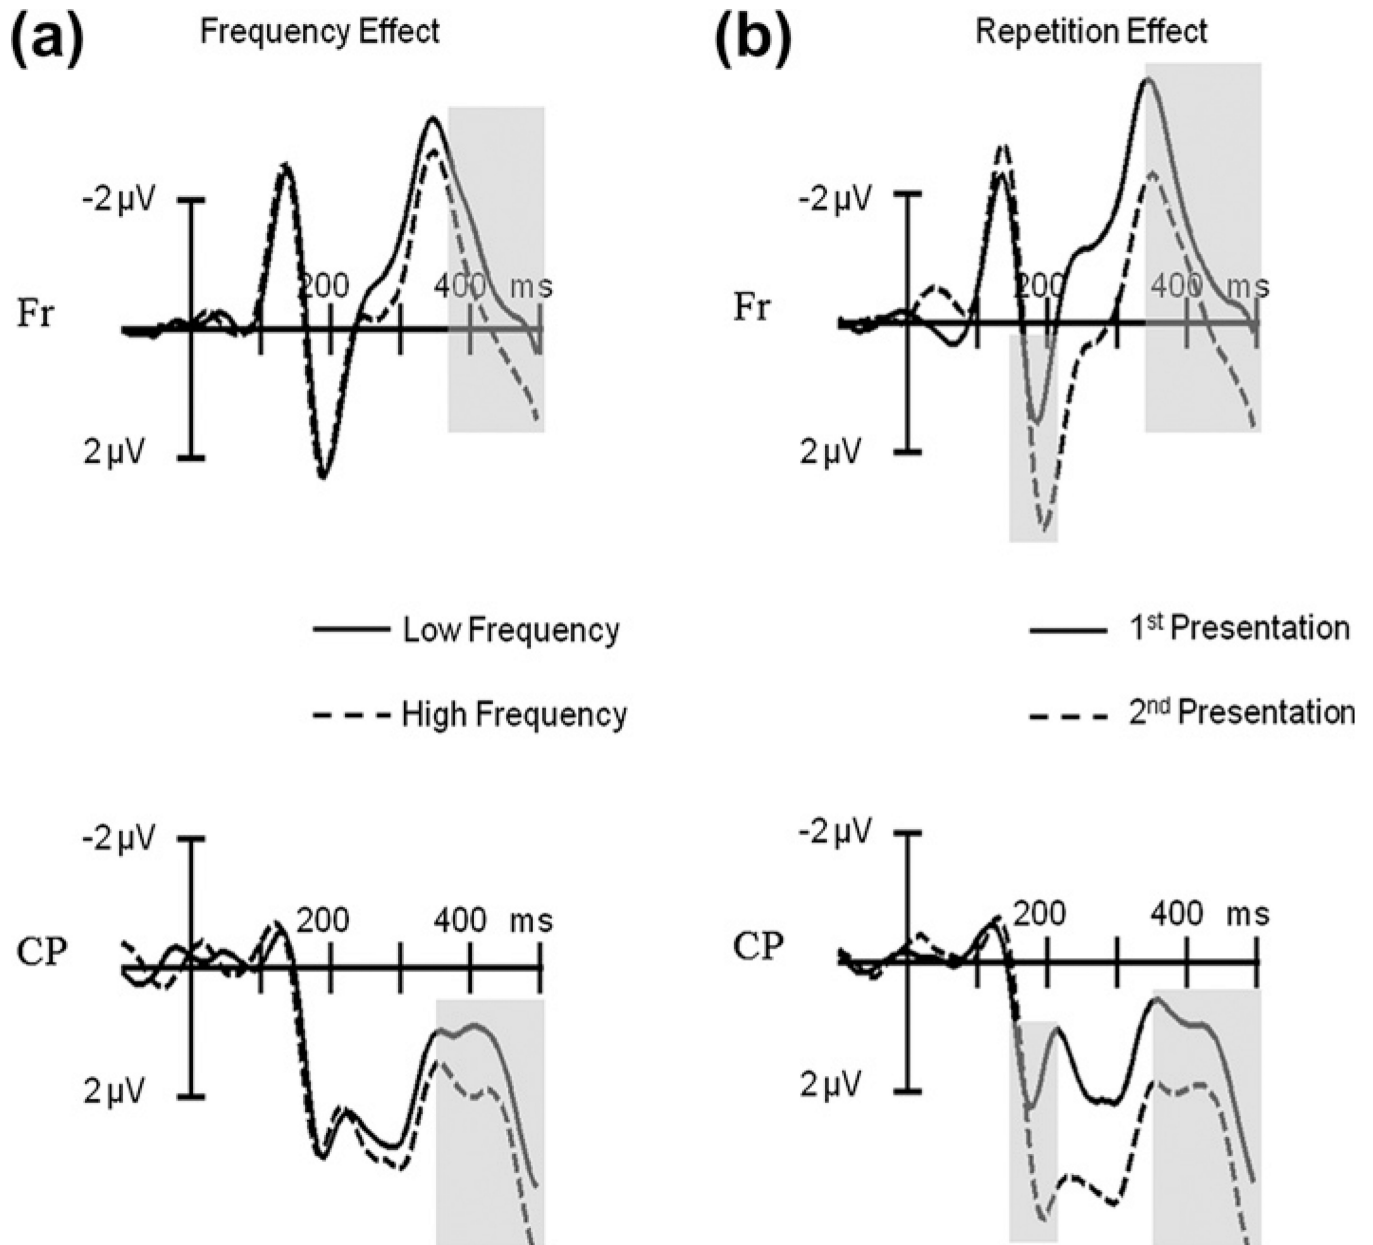 (a) Frequency Effect
-2 µV
200 400 ms
Fr
2 µV
Low Frequency
High Frequency
-2 µV
200 400 ms
CP
2 µV
(b) Repetition Effect
-2 µV
200 400 ms
Fr
2 µV
1st Presentation
2nd Presentation
-2 µV
200 400 ms
CP
2 µV